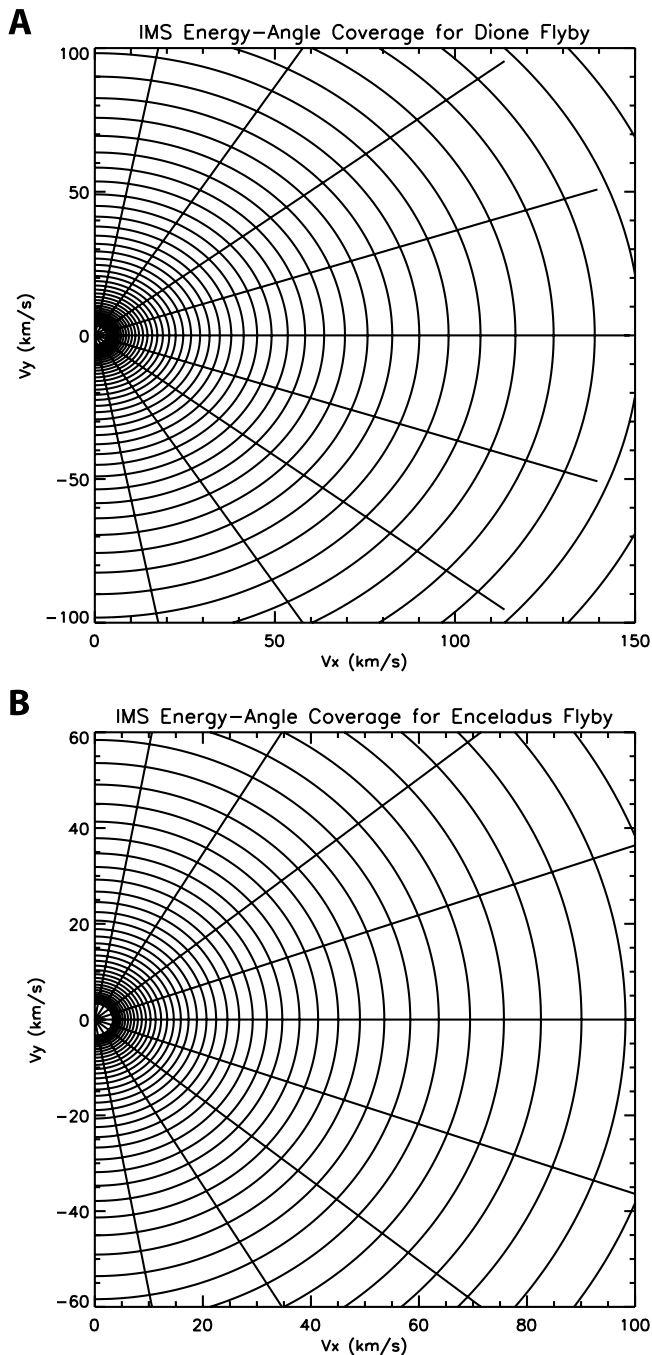 A
IMS Energy-Angle Coverage for Dione Flyby
100
50
0
-50
-100
Vy (km/s)
0 50 100 150
Vx (km/s)
B
IMS Energy-Angle Coverage for Enceladus Flyby
60
40
20
0
-20
-40
-60
Vy (km/s)
0 20 40 60 80 100
Vx (km/s)